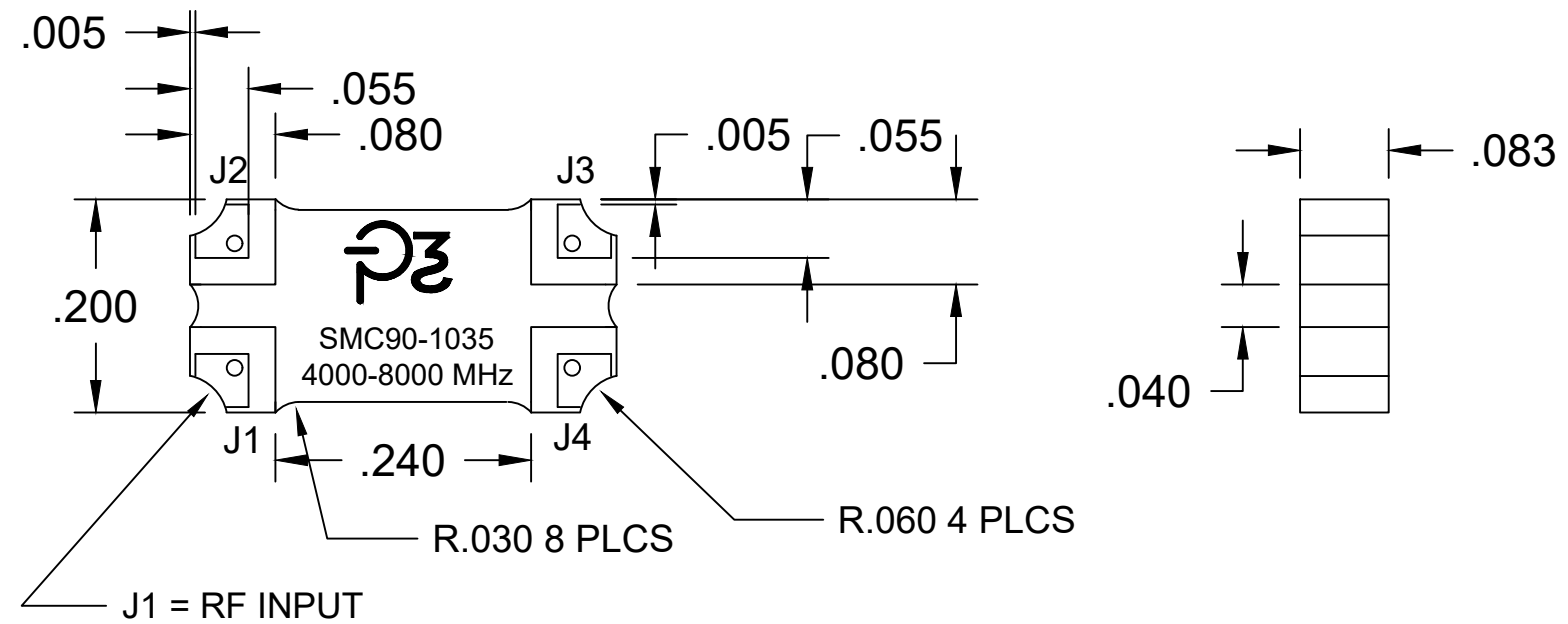 .005
.055
.080
J2
J3
.005
.055
.083
.200
SMC90-1035
4000-8000 MHz
.080
.040
J1
J4
.240
R.030 8 PLCS
R.060 4 PLCS
J1 = RF INPUT